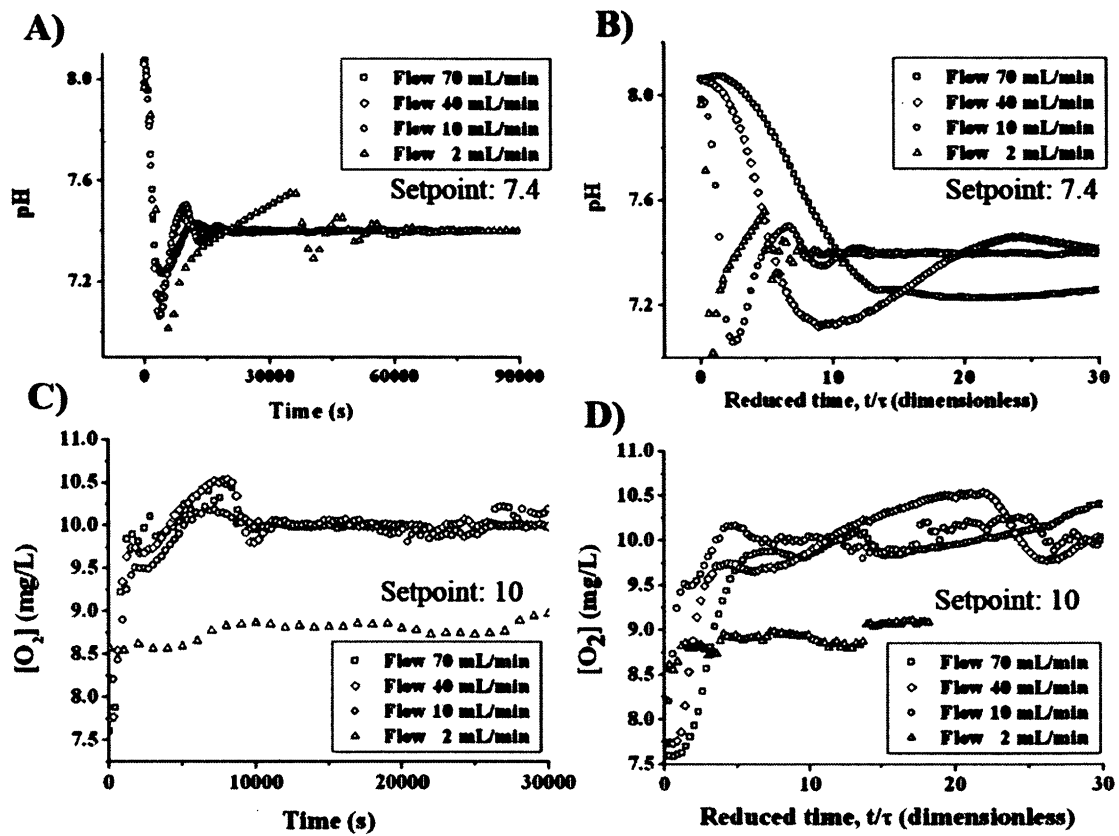 A)
8.0
7.6
7.2
pH
Flow 70 mL/min
Flow 40 mL/min
Flow 10 mL/min
Flow 2 mL/min
Setpoint: 7.4
0
30000
60000
90000
Time (s)
B)
8.0
7.6
7.2
pH
Flow 70 mL/min
Flow 40 mL/min
Flow 10 mL/min
Flow 2 mL/min
Setpoint: 7.4
0
10
20
30
Reduced time, t/τ (dimensionless)
C)
11.0
10.5
10.0
9.5
9.0
8.5
8.0
7.5
[O2] (mg/L)
Setpoint: 10
Flow 70 mL/min
Flow 40 mL/min
Flow 10 mL/min
Flow 2 mL/min
0
10000
20000
30000
Time (s)
D)
11.0
10.5
10.0
9.5
9.0
8.5
8.0
7.5
[O2] (mg/L)
Setpoint: 10
Flow 70 mL/min
Flow 40 mL/min
Flow 10 mL/min
Flow 2 mL/min
0
10
20
30
Reduced time, t/τ (dimensionless)